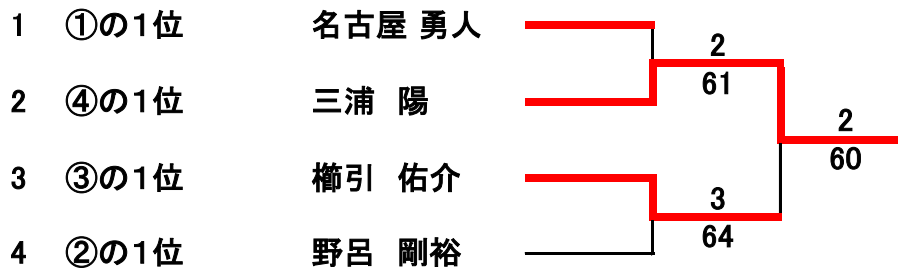 1 ①の１位 名古屋 勇人
2
61
2 ④の１位 三浦 陽
2
60
3 ③の１位 櫛引 佑介
3
64
4 ②の１位 野呂 剛裕